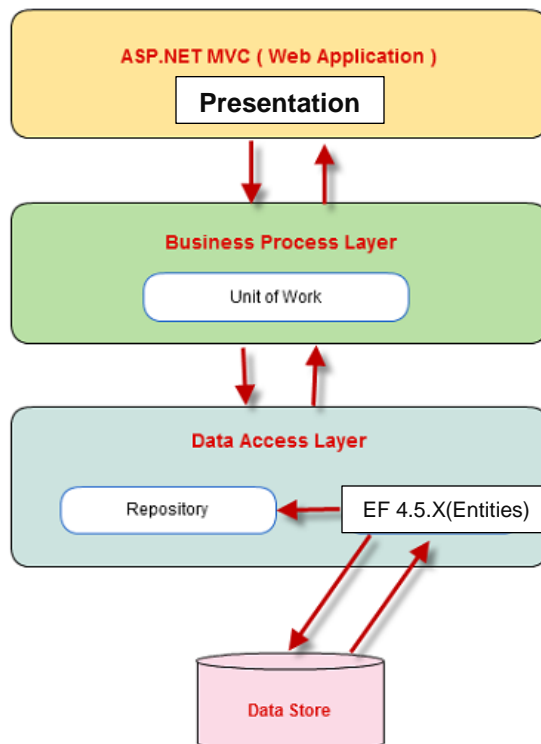 ASP.NET MVC ( Web Application )
Presentation
Business Process Layer
Unit of Work
Data Access Layer
Repository
EF 4.5.X(Entities)
Data Store